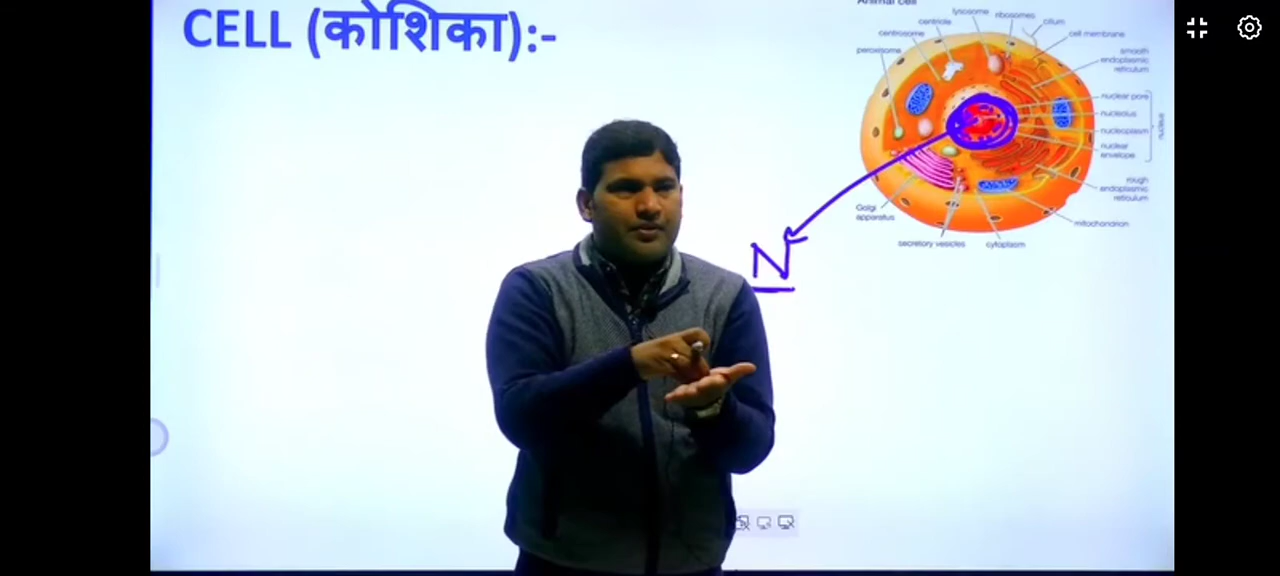 CELL (कोशिका):-
Animal cell
lysosome
ribosomes
centriole
cilium
centrosome
cell membrane
peroxisome
smooth
endoplasmic
reticulum
nuclear pore
nucleolus
nucleus
nucleoplasm
nuclear
envelope
rough
endoplasmic
reticulum
Golgi
apparatus
mitochondrion
secretory vesicles
cytoplasm
N